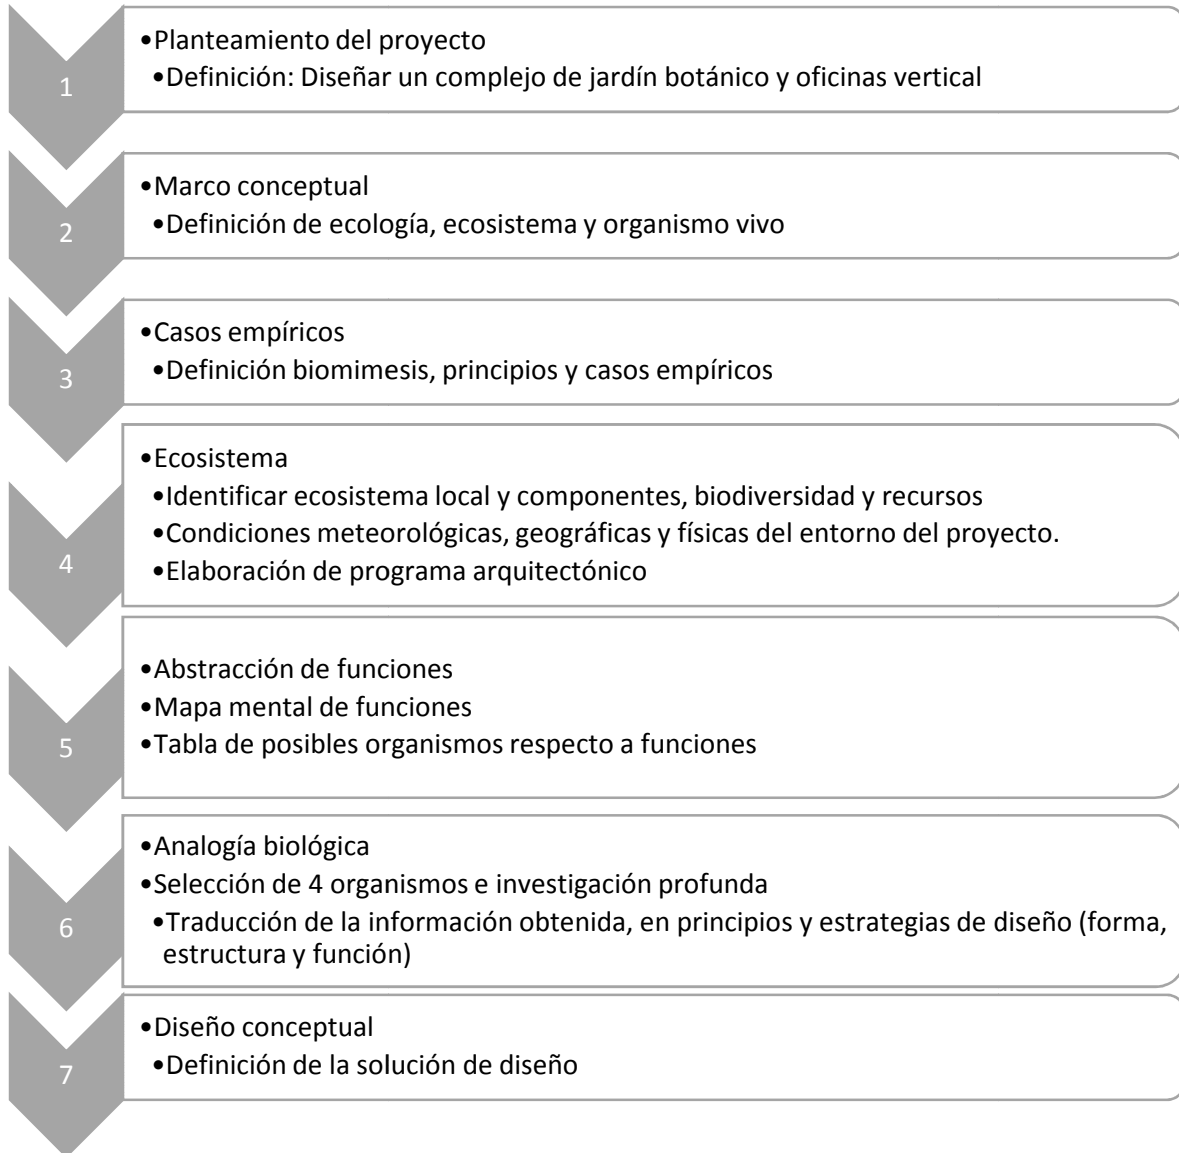 1
•Planteamiento del proyecto
•Definición: Diseñar un complejo de jardín botánico y oficinas vertical
2
•Marco conceptual
•Definición de ecología, ecosistema y organismo vivo
3
•Casos empíricos
•Definición biomimesis, principios y casos empíricos
4
•Ecosistema
•Identificar ecosistema local y componentes, biodiversidad y recursos
•Condiciones meteorológicas, geográficas y físicas del entorno del proyecto.
•Elaboración de programa arquitectónico
5
•Abstracción de funciones
•Mapa mental de funciones
•Tabla de posibles organismos respecto a funciones
6
•Analogía biológica
•Selección de 4 organismos e investigación profunda
•Traducción de la información obtenida, en principios y estrategias de diseño (forma,
estructura y función)
7
•Diseño conceptual
•Definición de la solución de diseño